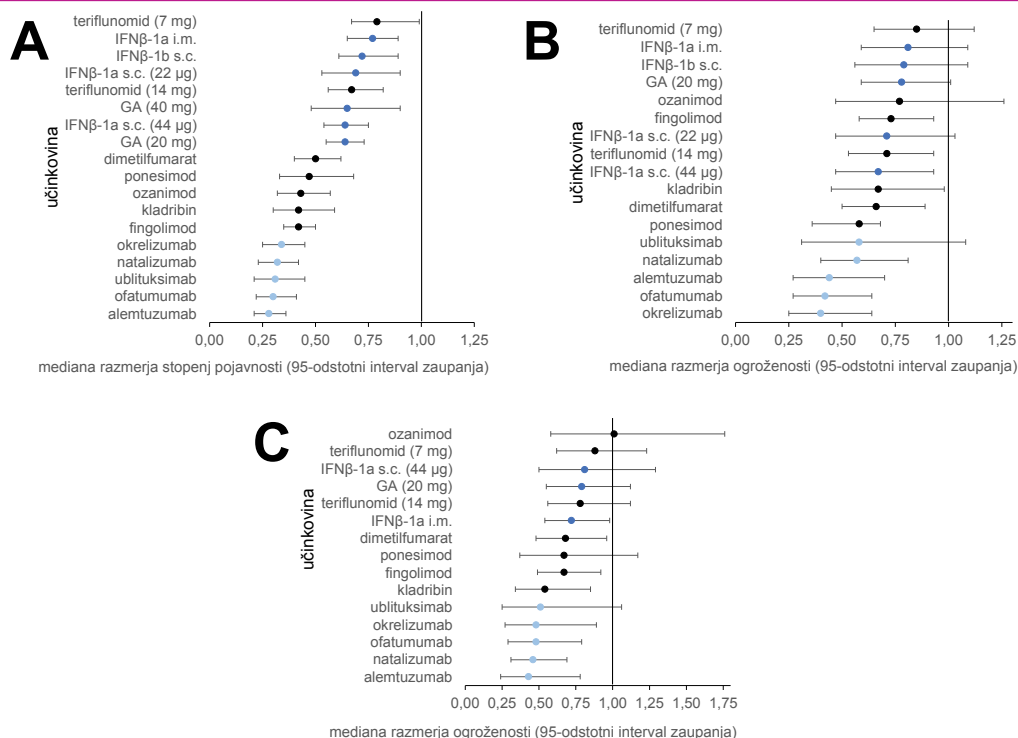 A
učinkovina
teriflunomid (7 mg)
IFNβ-1a i.m.
IFNβ-1b s.c.
IFNβ-1a s.c. (22 µg)
teriflunomid (14 mg)
GA (40 mg)
IFNβ-1a s.c. (44 µg)
GA (20 mg)
dimetilfumarat
ponesimod
ozanimod
kladribin
fingolimod
okrelizumab
natalizumab
ublituksimab
ofatumumab
alemtuzumab
0,00 0,25 0,50 0,75 1,00 1,25
mediana razmerja stopenj pojavnosti (95-odstotni interval zaupanja)
B
učinkovina
teriflunomid (7 mg)
IFNβ-1a i.m.
IFNβ-1b s.c.
GA (20 mg)
ozanimod
fingolimod
IFNβ-1a s.c. (22 µg)
teriflunomid (14 mg)
IFNβ-1a s.c. (44 µg)
kladribin
dimetilfumarat
ponesimod
ublituksimab
natalizumab
alemtuzumab
ofatumumab
okrelizumab
0,00 0,25 0,50 0,75 1,00 1,25
mediana razmerja ogroženosti (95-odstotni interval zaupanja)
C
učinkovina
ozanimod
teriflunomid (7 mg)
IFNβ-1a s.c. (44 µg)
GA (20 mg)
teriflunomid (14 mg)
IFNβ-1a i.m.
dimetilfumarat
ponesimod
fingolimod
kladribin
ublituksimab
okrelizumab
ofatumumab
natalizumab
alemtuzumab
0,00 0,25 0,50 0,75 1,00 1,25 1,50 1,75
mediana razmerja ogroženosti (95-odstotni interval zaupanja)